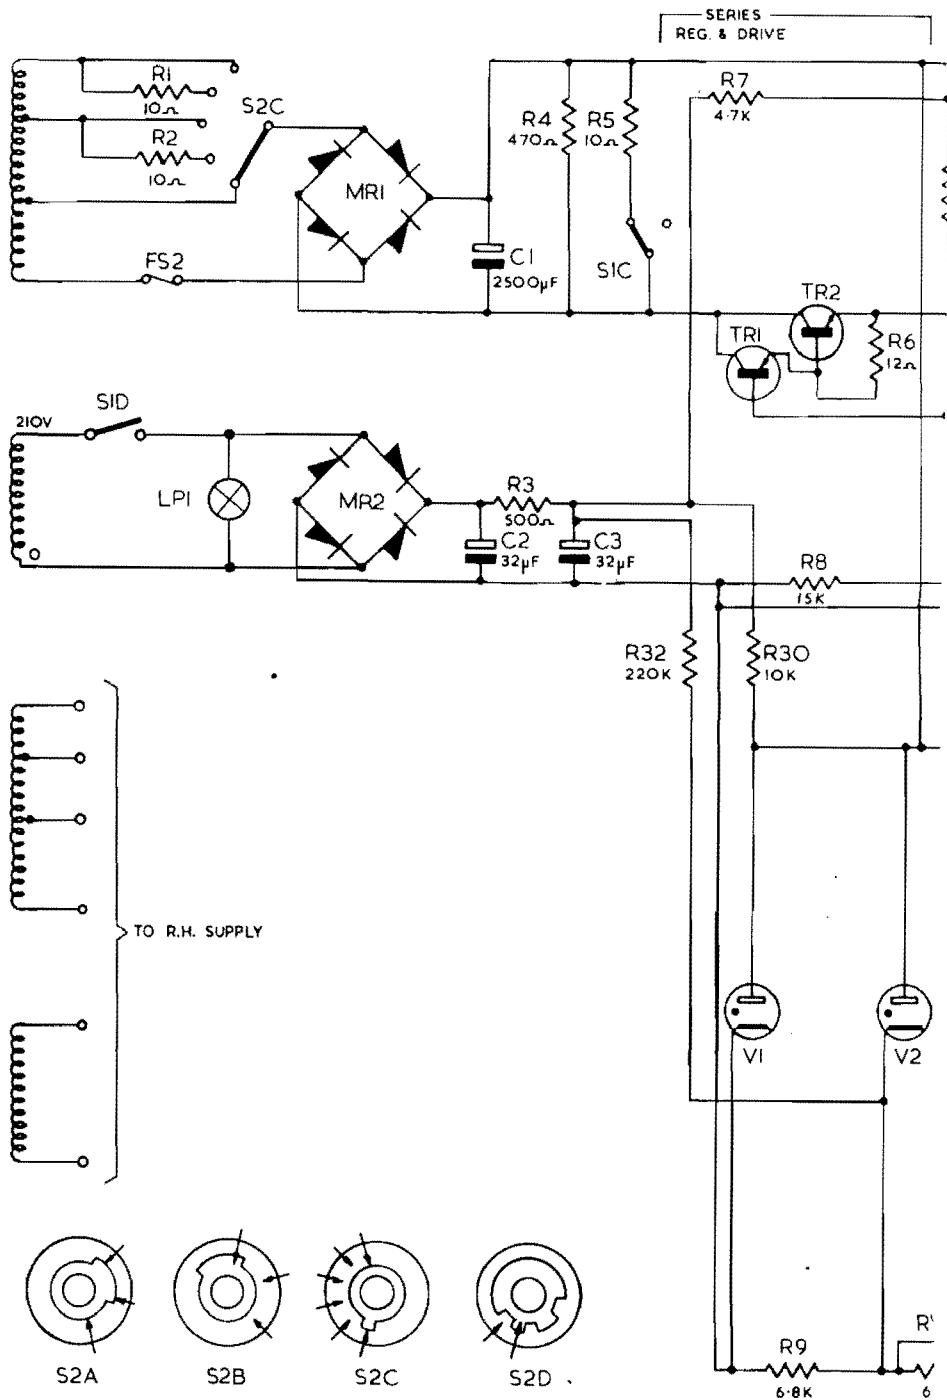 SERIES
REG. & DRIVE
R1
10Ω
R2
10Ω
S2C
MR1
FS2
C1
2500µF
R4
470Ω
R5
10Ω
S1C
R7
4·7K
TR2
TR1
R6
12Ω
210V
S1D
LP1
O
MR2
R3
500Ω
C2
32µF
C3
32µF
R8
15K
R32
220K
R30
10K
TO R.H. SUPPLY
V1
V2
S2A
S2B
S2C
S2D
R9
6·8K
6